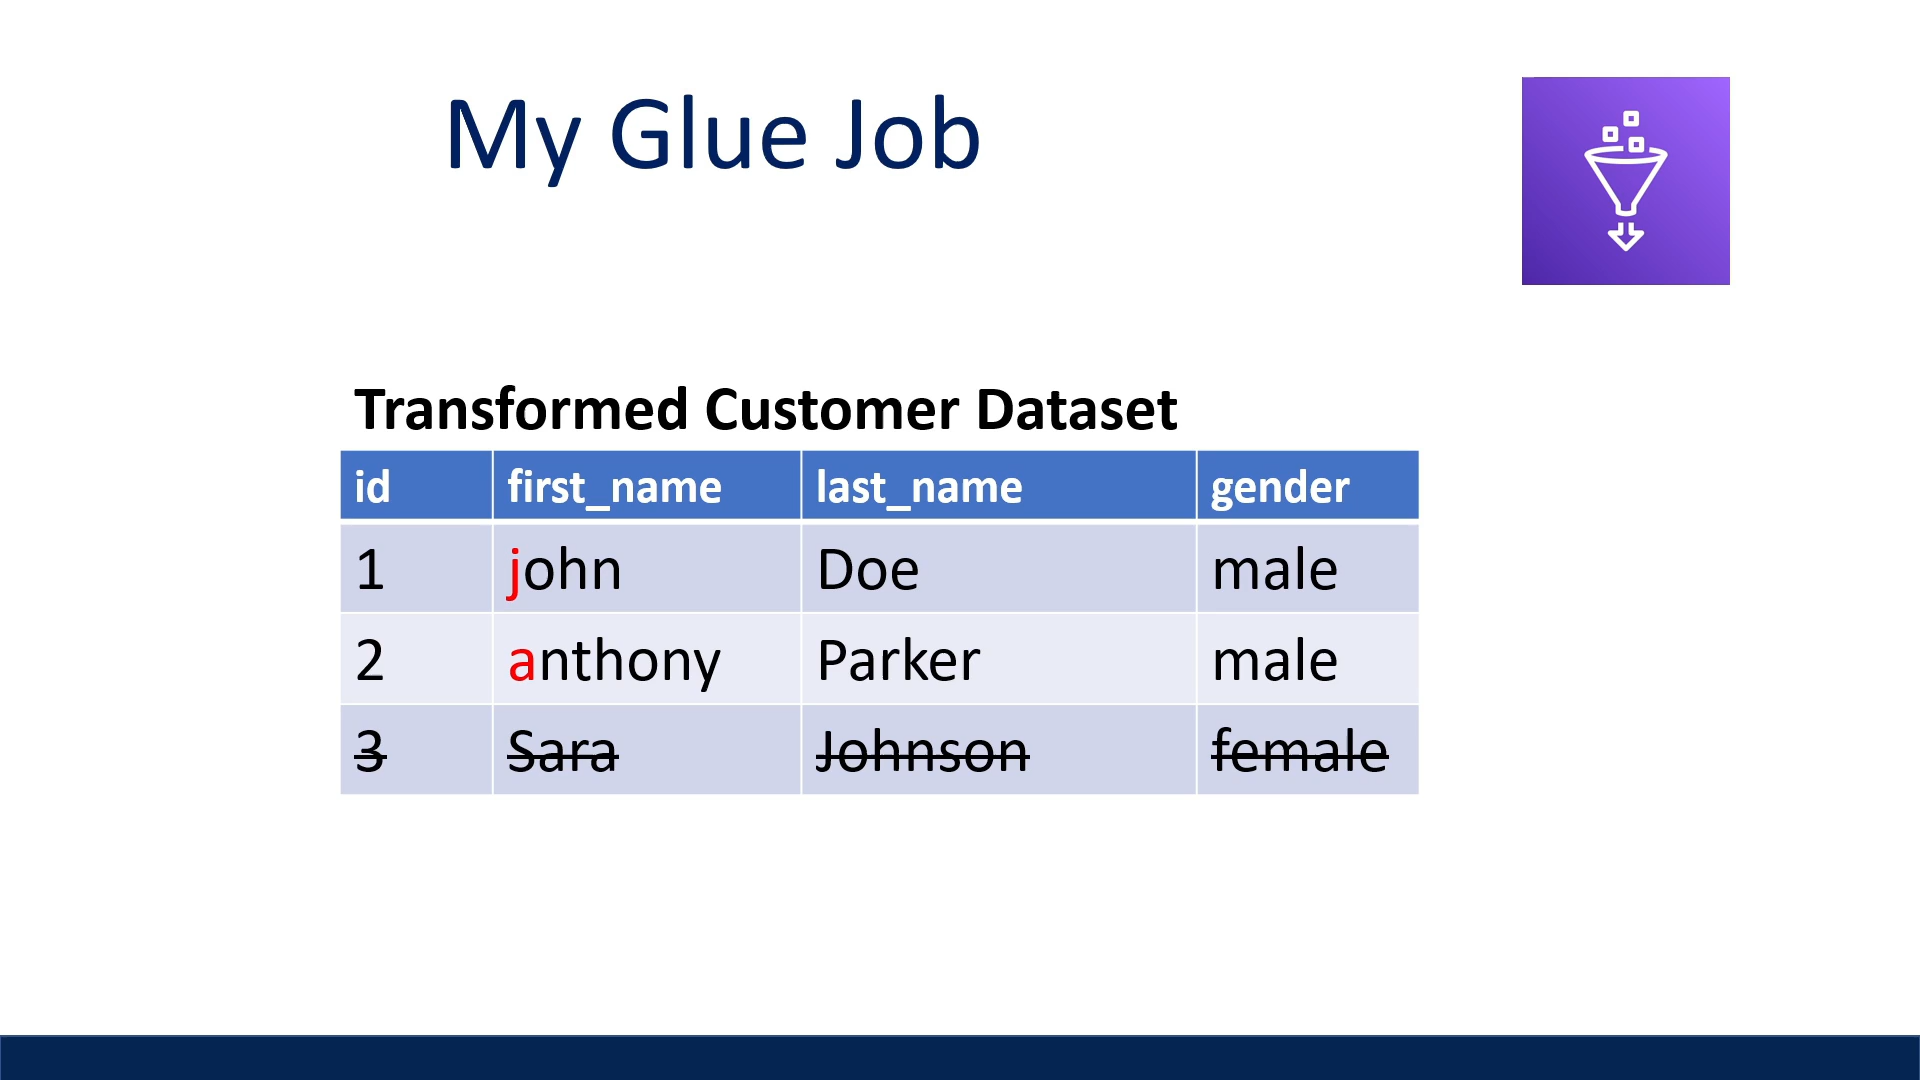 My Glue Job
Transformed Customer Dataset
id first_name last_name gender
1 john Doe male
2 anthony Parker male
3 Sara Johnson female